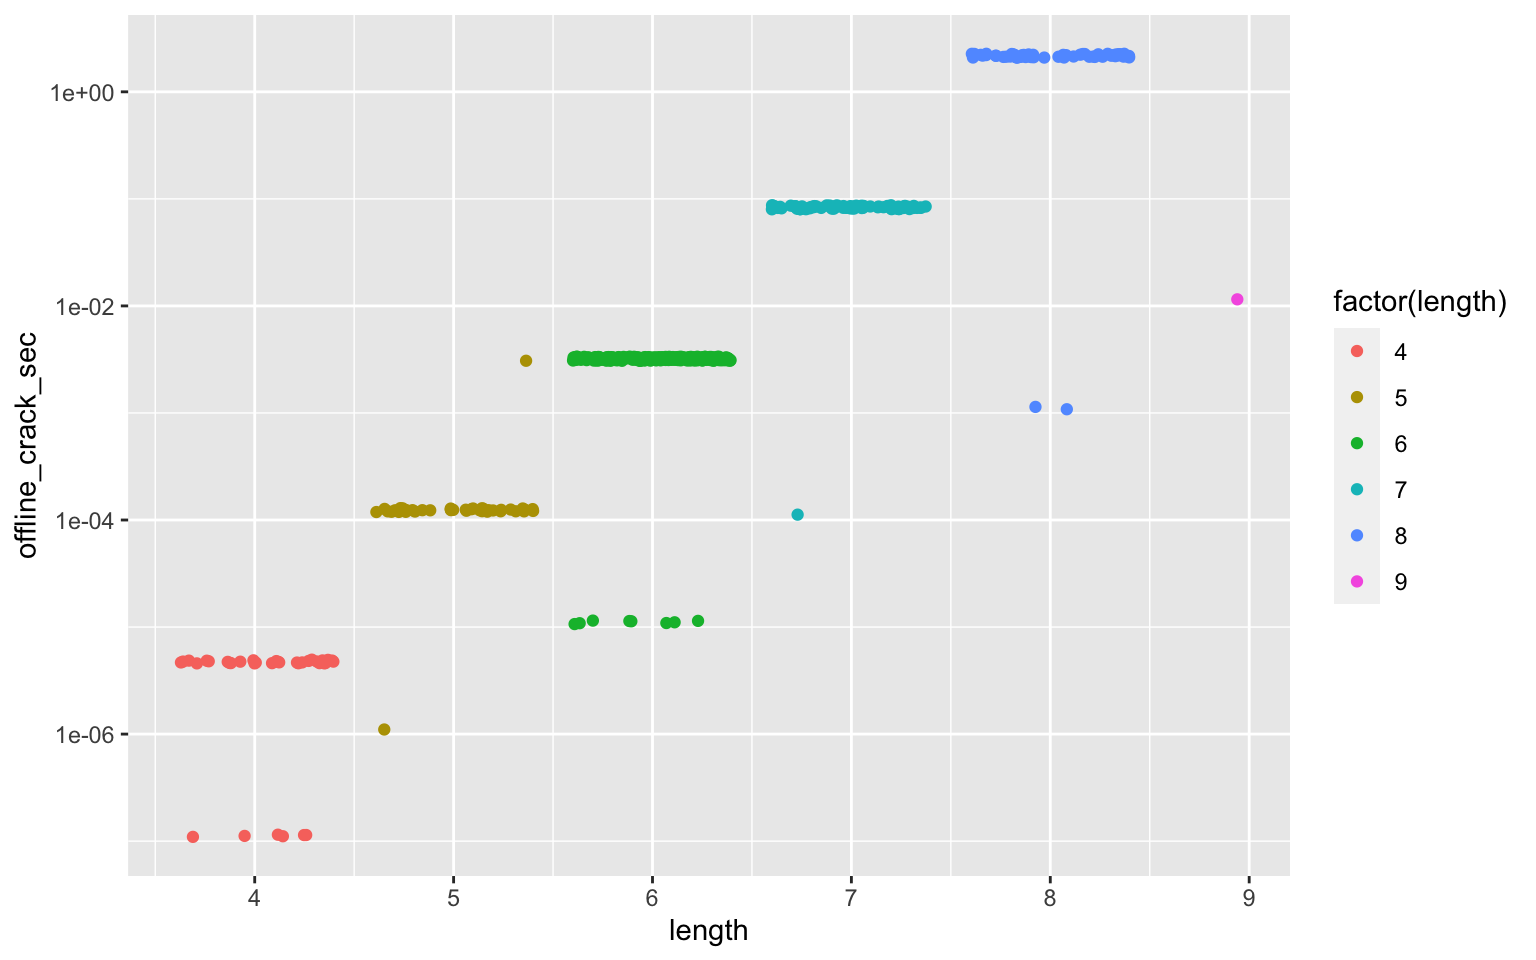 1e+00
1e-02
1e-04
1e-06
offline_crack_sec
4 5 6 7 8 9
length
factor(length)
4
5
6
7
8
9